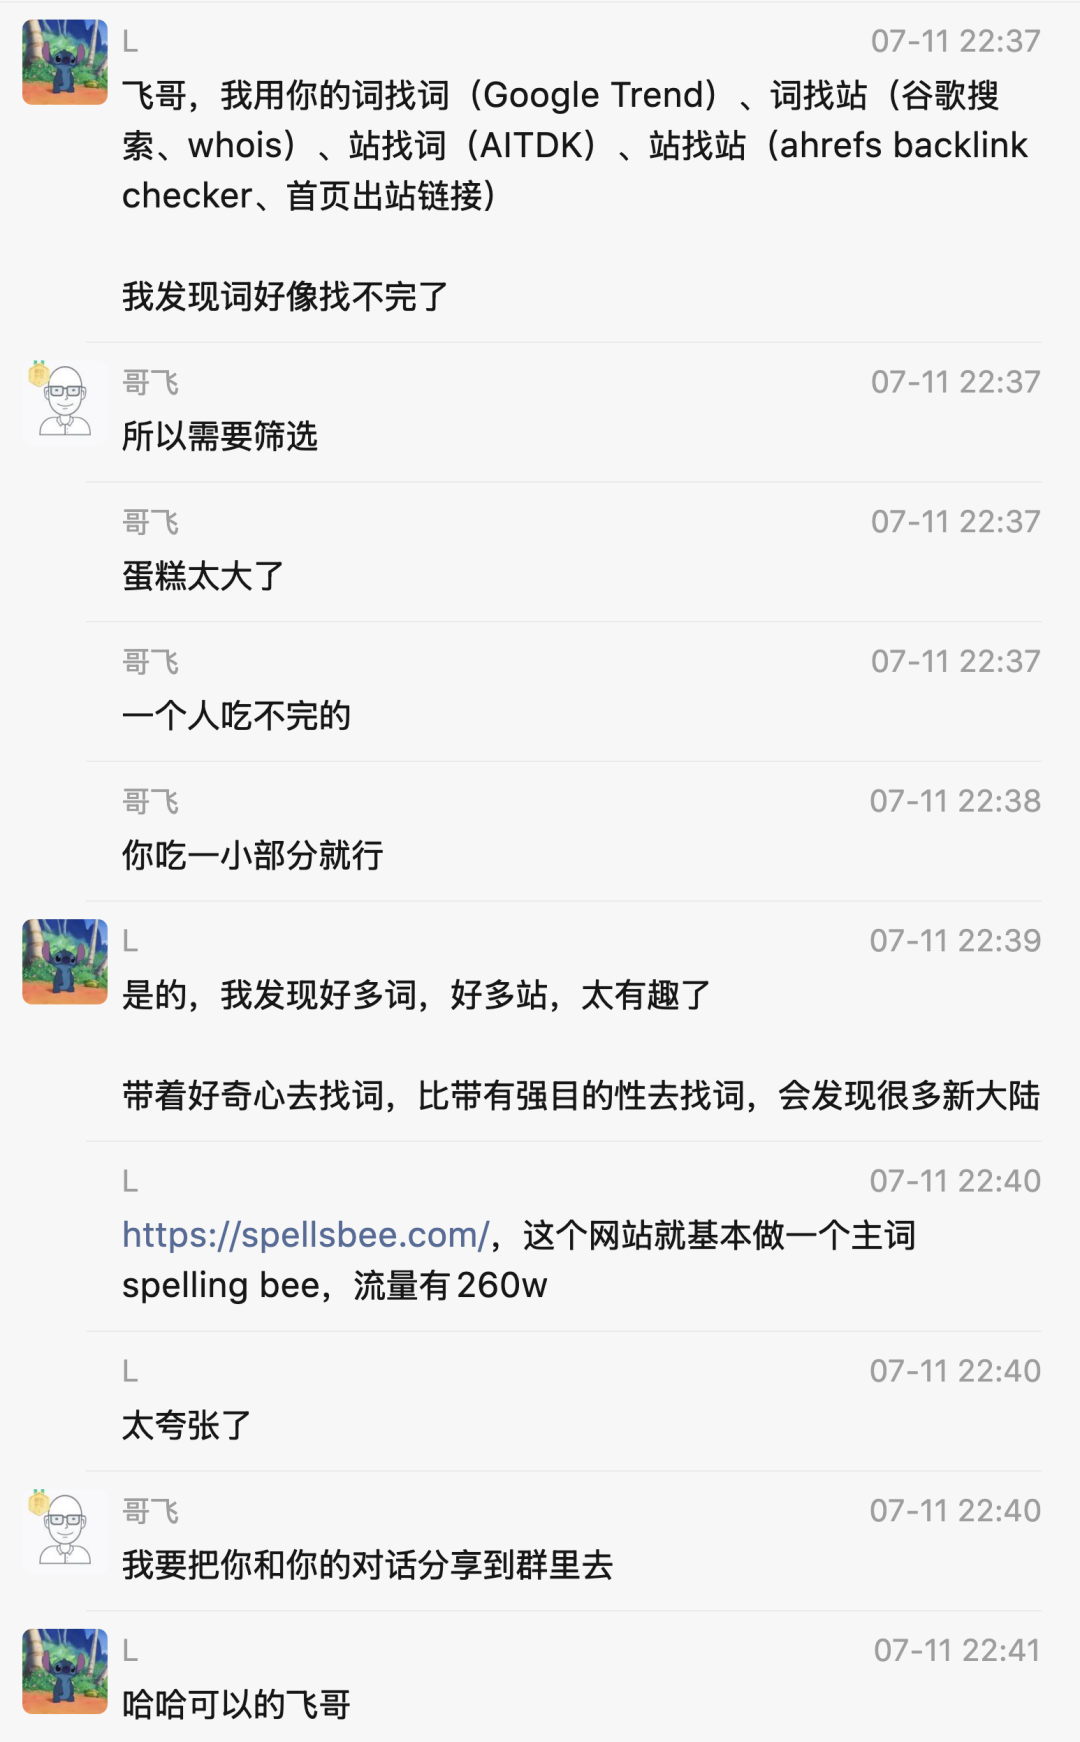 L
07-11 22:37
飞哥，我用你的词找词（Google Trend）、词找站（谷歌搜
索、whois）、站找词（AITDK）、站找站（ahrefs backlink
checker、首页出站链接）
我发现词好像找不完了
哥飞
07-11 22:37
所以需要筛选
哥飞
07-11 22:37
蛋糕太大了
哥飞
07-11 22:37
一个人吃不完的
哥飞
07-11 22:38
你吃一小部分就行
L
07-11 22:39
是的，我发现好多词，好多站，太有趣了
带着好奇心去找词，比带有强目的性去找词，会发现很多新大陆
L
07-11 22:40
https://spellsbee.com/，这个网站就基本做一个主词
spelling bee，流量有260w
L
07-11 22:40
太夸张了
哥飞
07-11 22:40
我要把你和你的对话分享到群里去
L
07-11 22:41
哈哈可以的飞哥